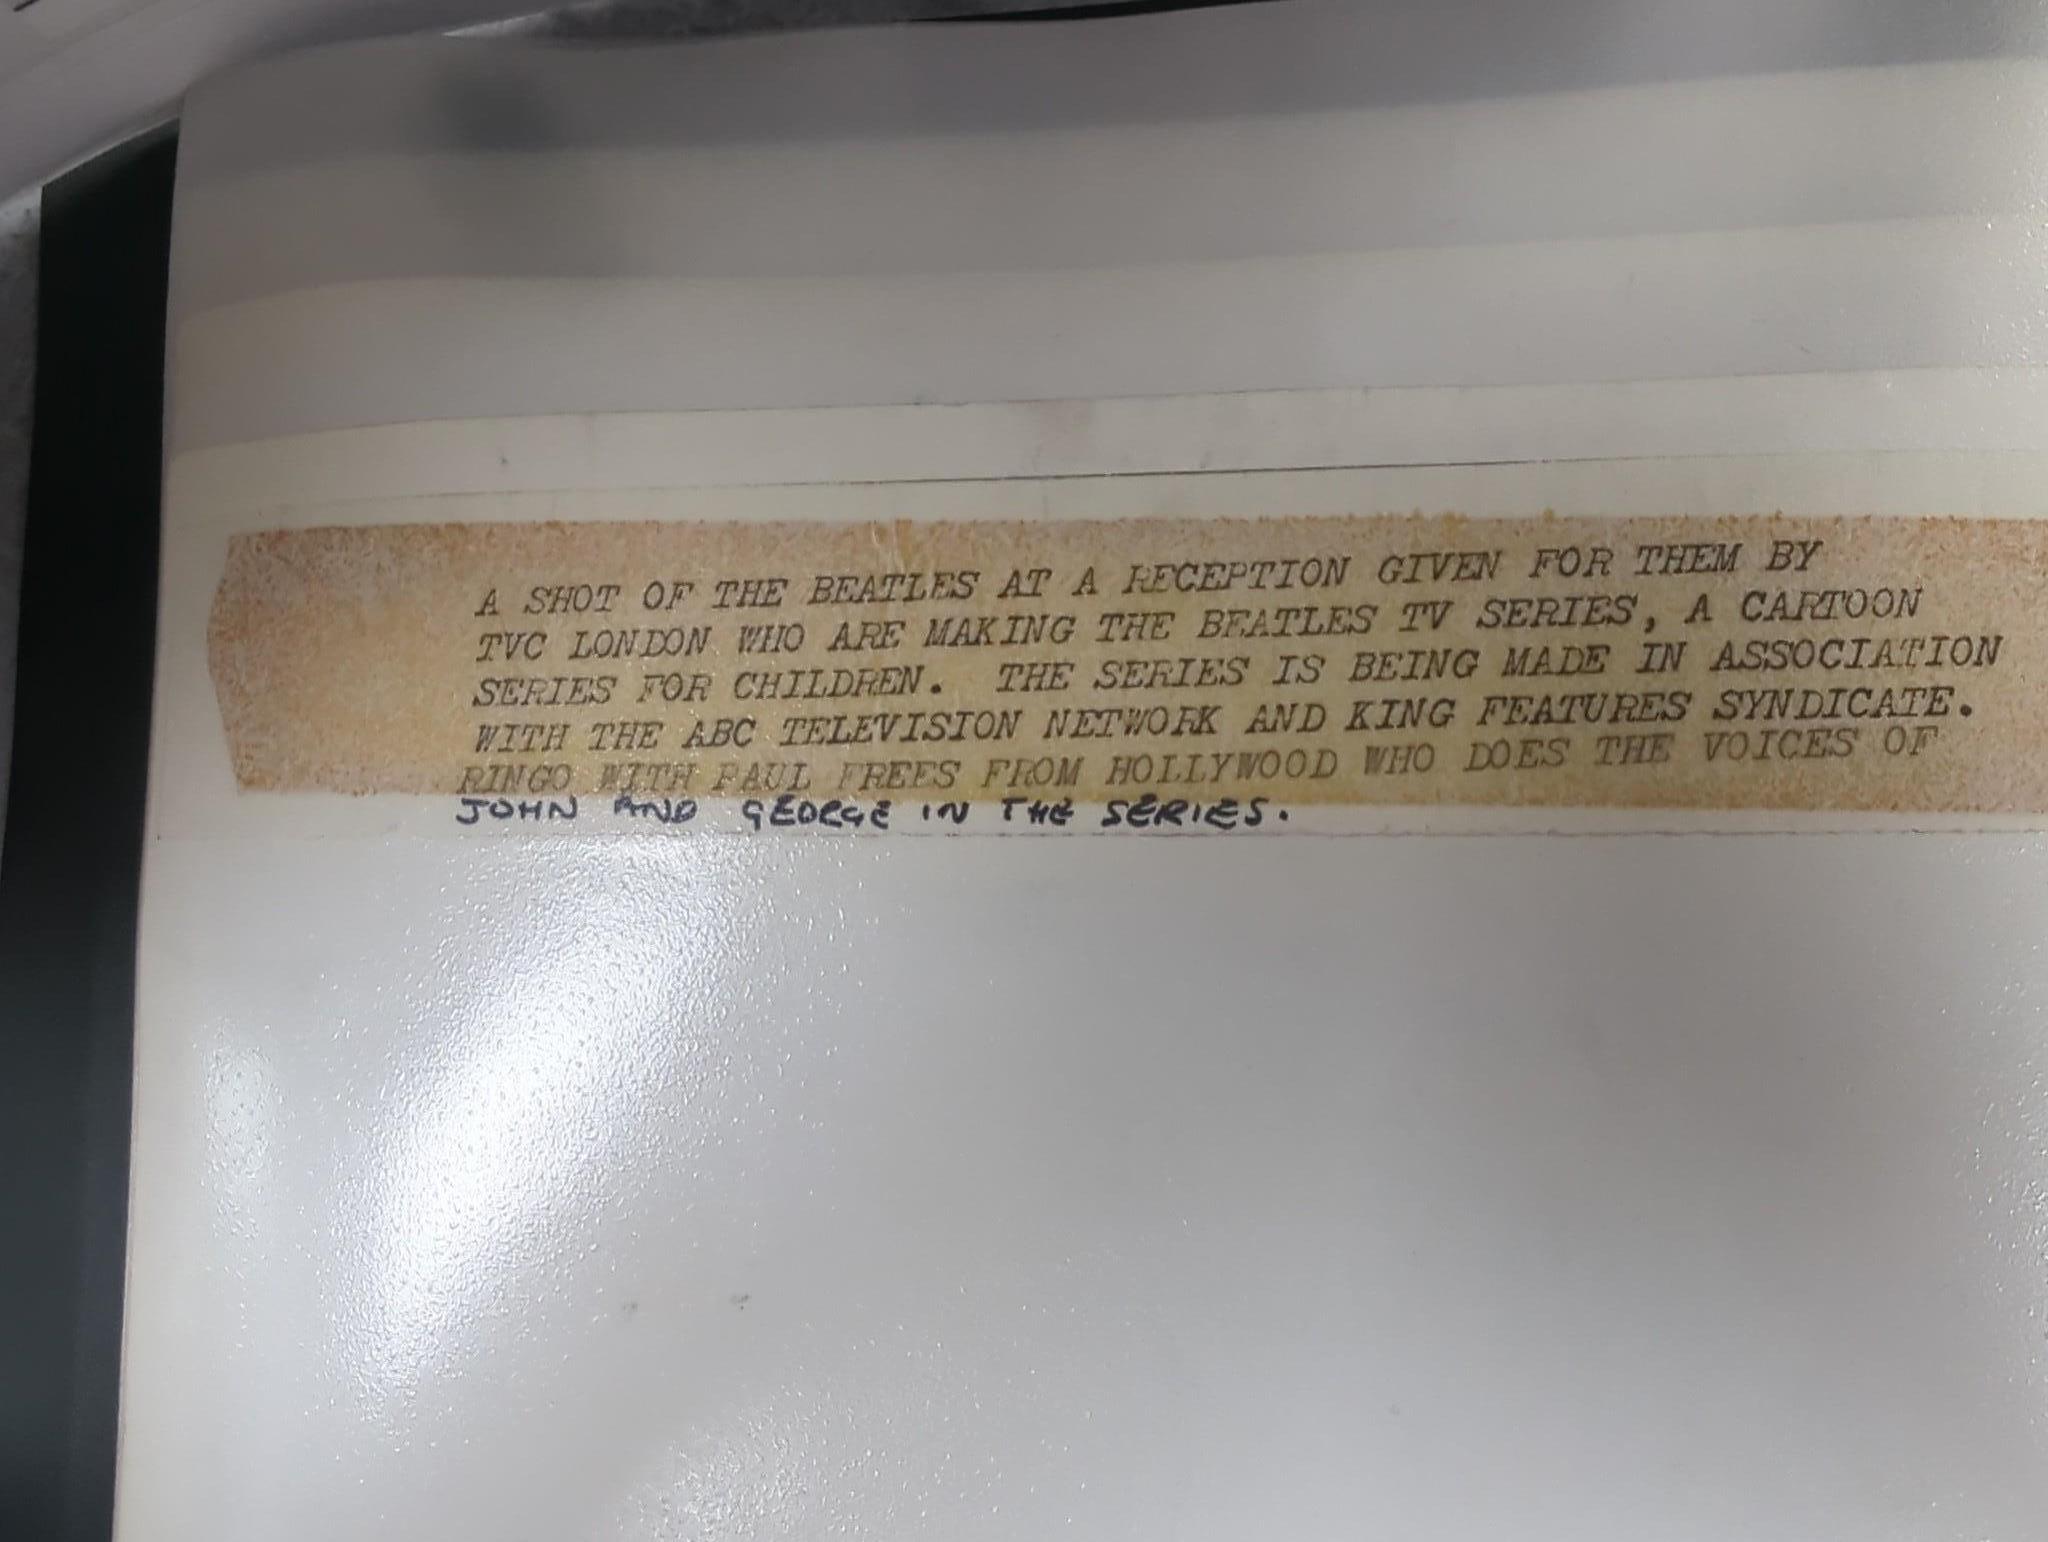 A SHOT OF THE BEATLES AT A RECEPTION GIVEN FOR THEM BY
TVC LONDON WHO ARE MAKING THE BEATLES TV SERIES, A CARTOON
SERIES FOR CHILDREN. THE SERIES IS BEING MADE IN ASSOCIATION
WITH THE ABC TELEVISION NETWORK AND KING FEATURES SYNDICATE.
RINGO WITH PAUL FREES FROM HOLLYWOOD WHO DOES THE VOICES OF
JOHN AND GEORGE IN THE SERIES.